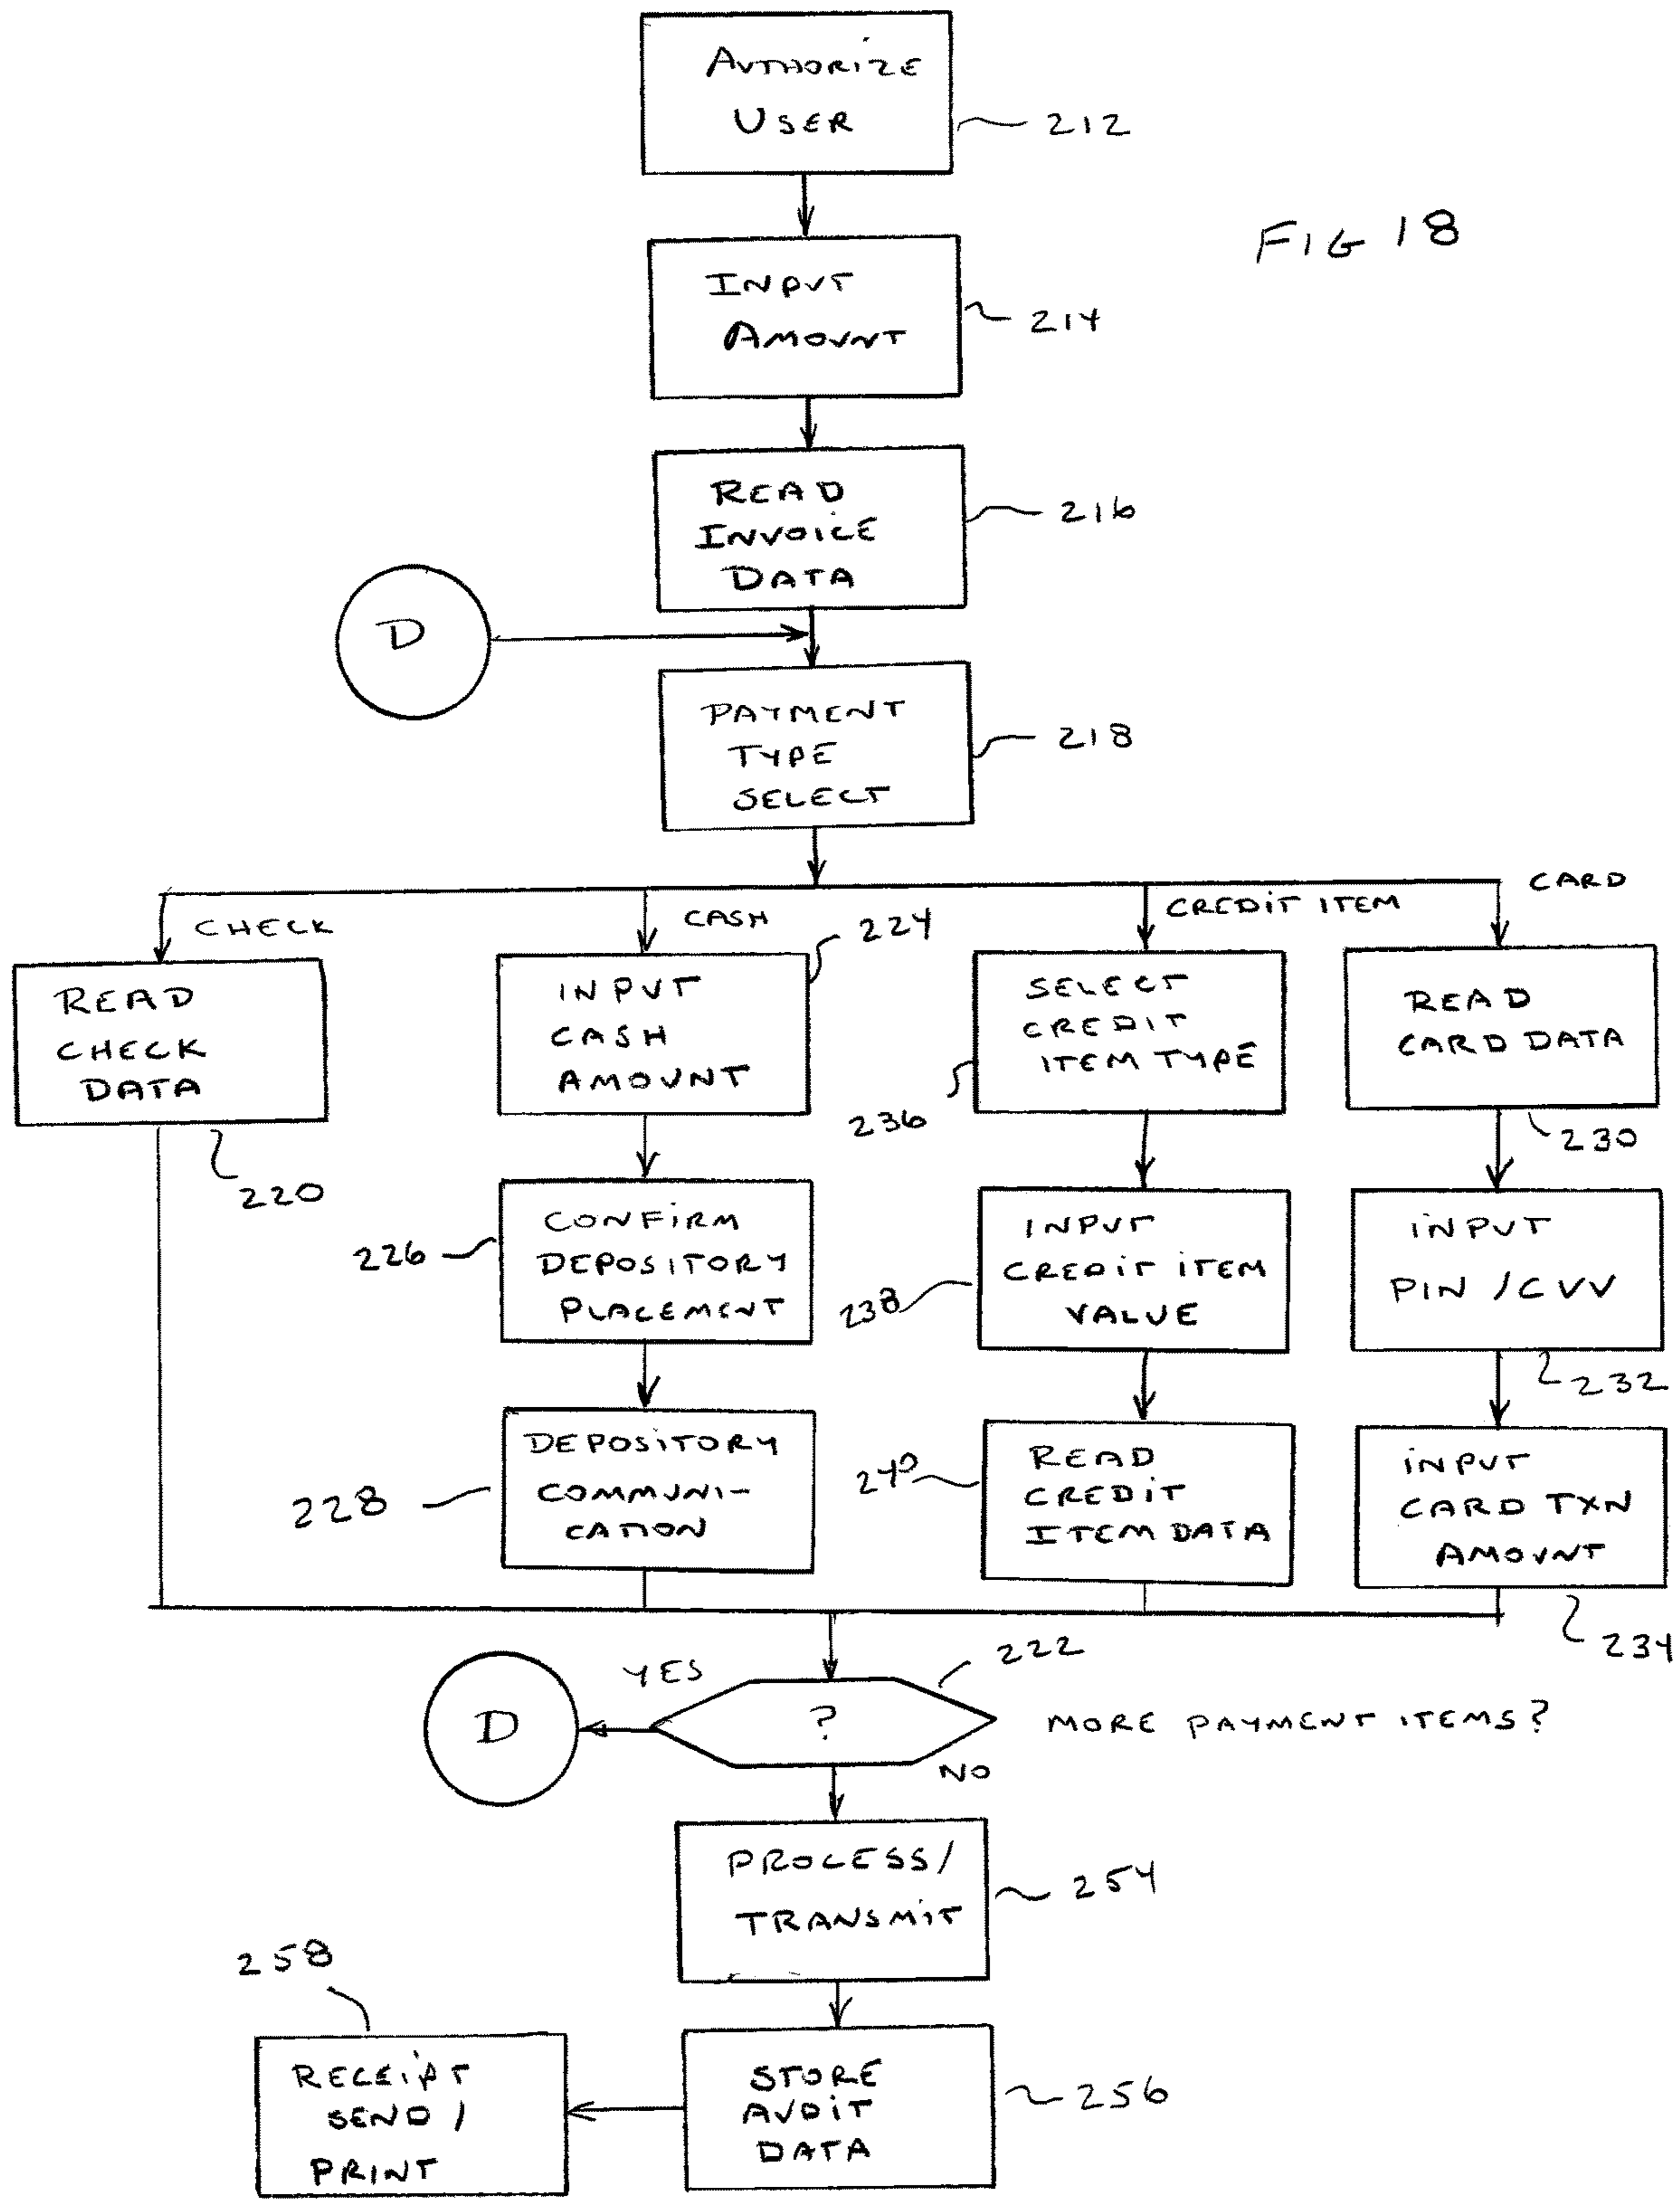 AUTHORIZE
USER
212
FIG 18
INPUT
AMOUNT
214
READ
INVOICE
DATA
216
D
PAYMENT
TYPE
SELECT
218
CHECK
CASH
CREDIT ITEM
CARD
READ
CHECK
DATA
220
INPUT
CASH
AMOUNT
224
SELECT
CREDIT
ITEM TYPE
236
READ
CARD DATA
230
CONFIRM
DEPOSITORY
PLACEMENT
226
INPUT
CREDIT ITEM
VALUE
238
INPUT
PIN / CVV
232
DEPOSITORY
COMMUNI-
CATION
228
READ
CREDIT
ITEM DATA
240
INPUT
CARD TXN
AMOUNT
234
YES
D
?
222
MORE PAYMENT ITEMS?
NO
PROCESS/
TRANSMIT
254
258
RECEIPT
SEND /
PRINT
STORE
AUDIT
DATA
256